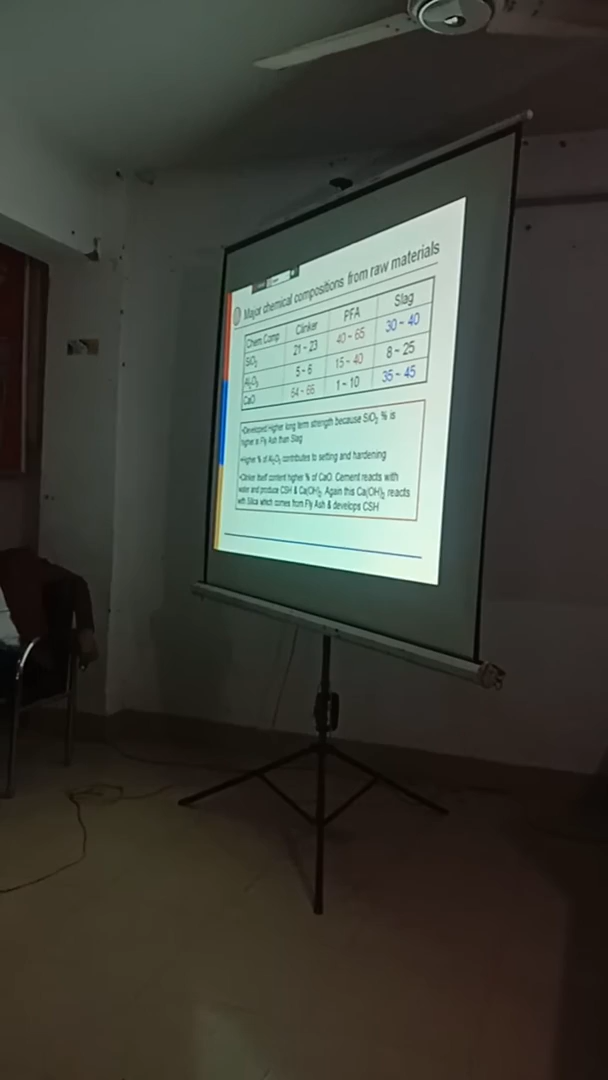 Major chemical compositions from raw materials
Chem.Comp Clinker PFA Slag
SiO2 21 ~ 23 40 ~ 65 30 ~ 40
Al2O3 5 ~ 6 15 ~ 40 8 ~ 25
CaO 64 ~ 66 1 ~ 10 35 ~ 45
•Developed Higher long term strength because SiO2 % is
higher is Fly Ash than Slag
•Higher % of Al2O3 contributes to setting and hardening
•Clinker itself content higher % of CaO. Cement reacts with
water and produce CSH & Ca(OH)2. Again this Ca(OH)2 reacts
with Silica which comes from Fly Ash & develops CSH